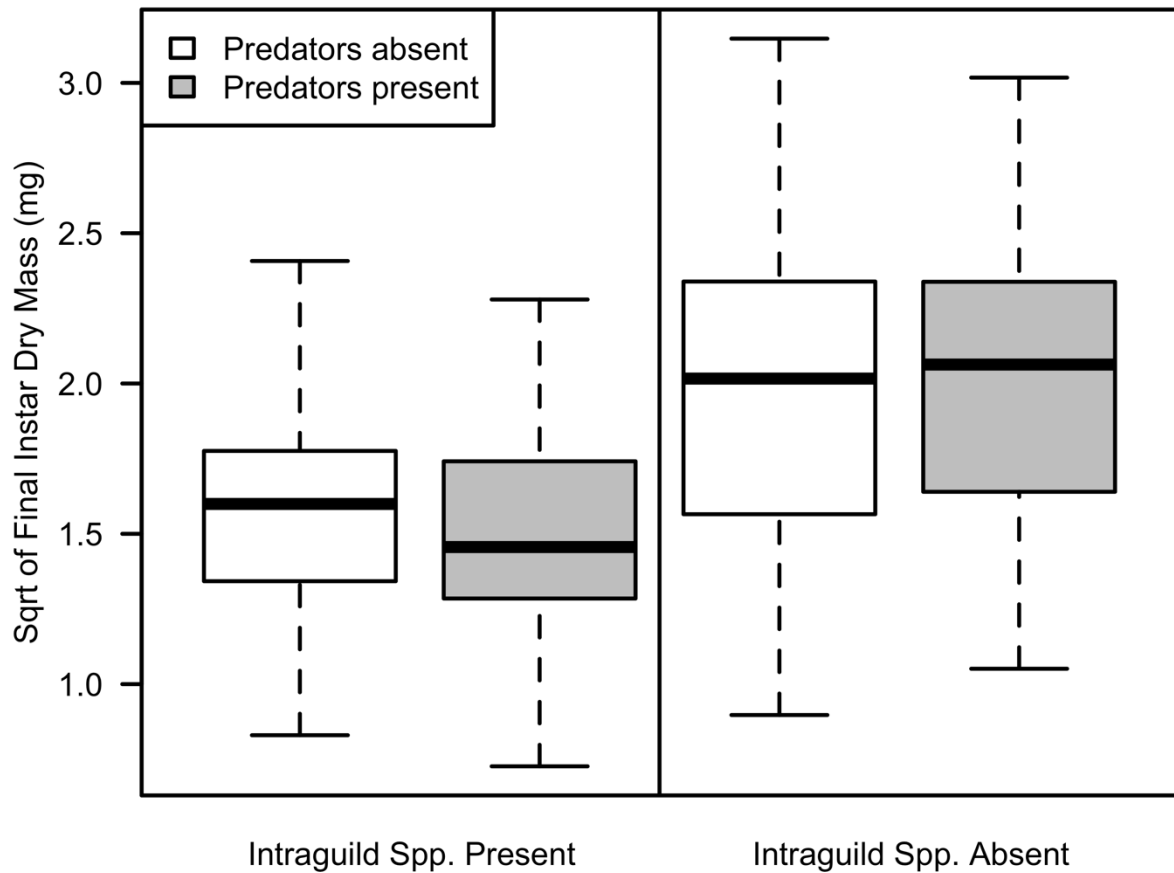 Predators absent
Predators present
Sqrt of Final Instar Dry Mass (mg)
3.0
2.5
2.0
1.5
1.0
Intraguild Spp. Present
Intraguild Spp. Absent